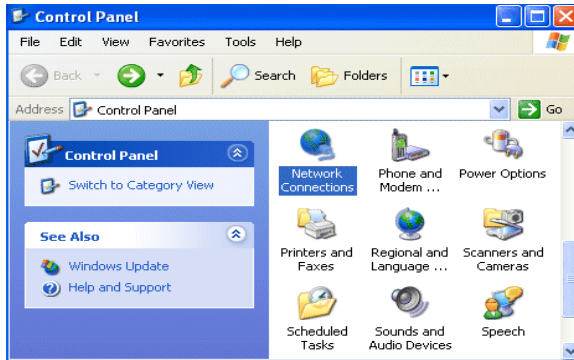 Control Panel
File Edit View Favorites Tools Help
Back Search Folders
Address Control Panel Go
Control Panel
Switch to Category View
See Also
Windows Update
Help and Support
Network
Connections
Phone and
Modem ...
Power Options
Printers and
Faxes
Regional and
Language ...
Scanners and
Cameras
Scheduled
Tasks
Sounds and
Audio Devices
Speech